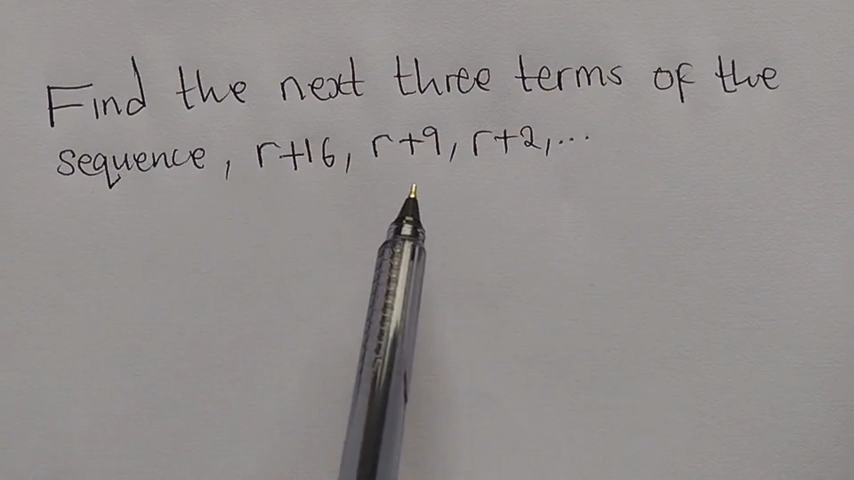 Find the next three terms of the
sequence, r+16, r+9, r+2,...